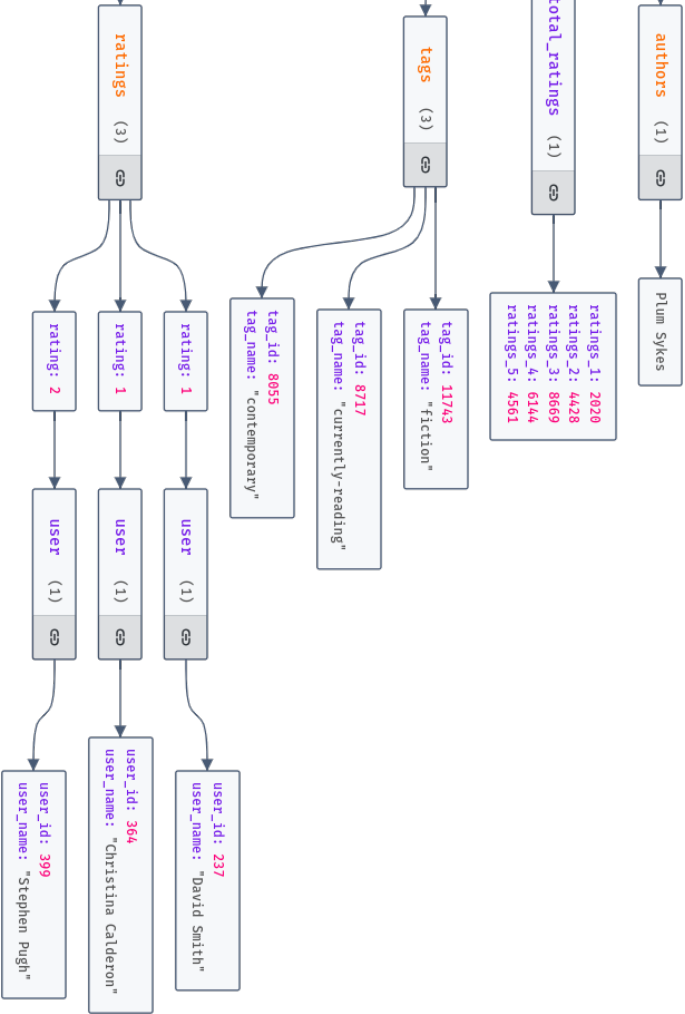 authors (1)
Plum Sykes
total_ratings (1)
ratings_1: 2020
ratings_2: 4428
ratings_3: 8669
ratings_4: 6144
ratings_5: 4561
tags (3)
tag_id: 11743
tag_name: "fiction"
tag_id: 8717
tag_name: "currently-reading"
tag_id: 8055
tag_name: "contemporary"
ratings (3)
rating: 1
user (1)
user_id: 237
user_name: "David Smith"
rating: 1
user (1)
user_id: 364
user_name: "Christina Calderon"
rating: 2
user (1)
user_id: 399
user_name: "Stephen Pugh"